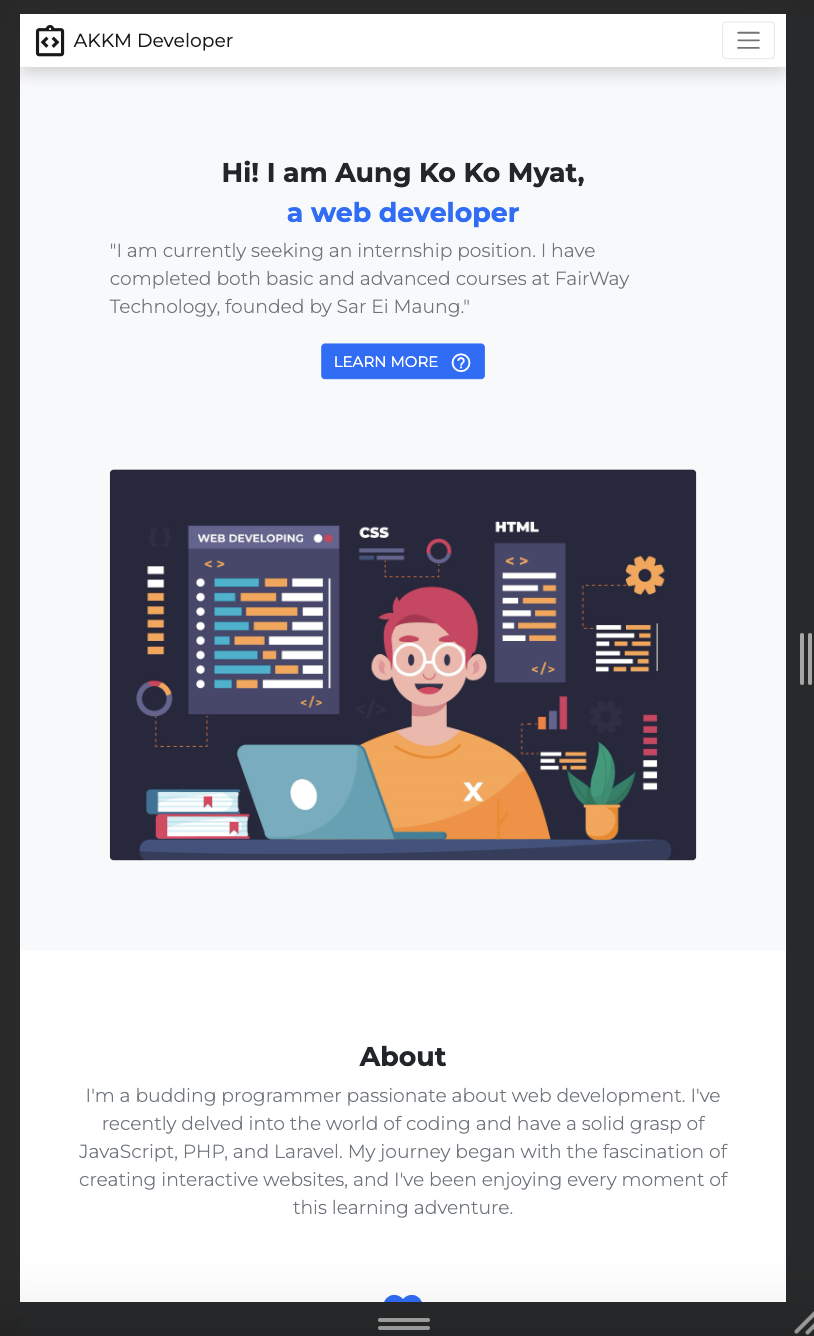 AKKM Developer
Hi! I am Aung Ko Ko Myat,
a web developer
"I am currently seeking an internship position. I have
completed both basic and advanced courses at FairWay
Technology, founded by Sar Ei Maung."
LEARN MORE
WEB DEVELOPING
CSS
HTML
< >
< >
</>
</>
</>
{ }
X
About
I'm a budding programmer passionate about web development. I've
recently delved into the world of coding and have a solid grasp of
JavaScript, PHP, and Laravel. My journey began with the fascination of
creating interactive websites, and I've been enjoying every moment of
this learning adventure.